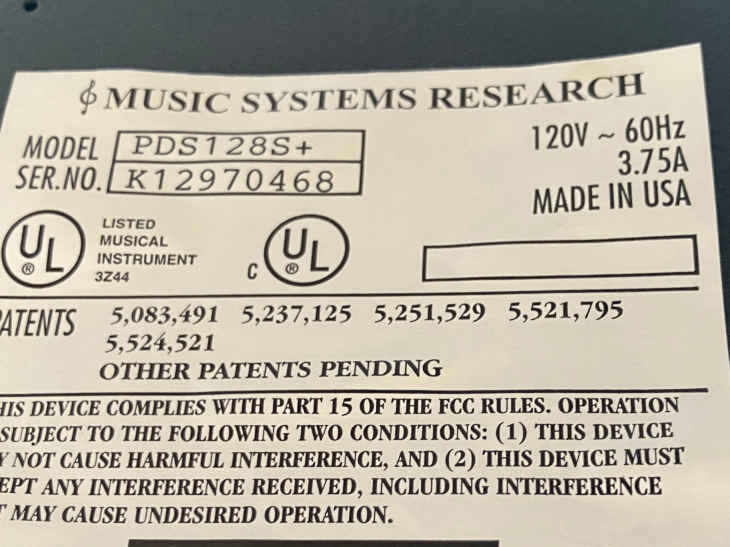 MUSIC SYSTEMS RESEARCH
MODEL PDS128S+
SER.NO. K12970468
120V ~ 60Hz
3.75A
MADE IN USA
UL ®
LISTED
MUSICAL
INSTRUMENT
3Z44
C UL ®
PATENTS 5,083,491 5,237,125 5,251,529 5,521,795
5,524,521
OTHER PATENTS PENDING
THIS DEVICE COMPLIES WITH PART 15 OF THE FCC RULES. OPERATION
SUBJECT TO THE FOLLOWING TWO CONDITIONS: (1) THIS DEVICE
NOT CAUSE HARMFUL INTERFERENCE, AND (2) THIS DEVICE MUST
EPT ANY INTERFERENCE RECEIVED, INCLUDING INTERFERENCE
MAY CAUSE UNDESIRED OPERATION.